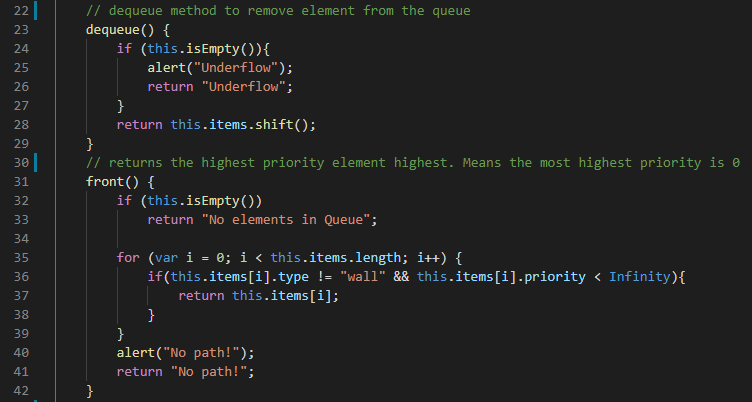 22 // dequeue method to remove element from the queue
23 dequeue() {
24 if (this.isEmpty()){
25 alert("Underflow");
26 return "Underflow";
27 }
28 return this.items.shift();
29 }
30 // returns the highest priority element highest. Means the most highest priority is 0
31 front() {
32 if (this.isEmpty())
33 return "No elements in Queue";
34
35 for (var i = 0; i < this.items.length; i++) {
36 if(this.items[i].type != "wall" && this.items[i].priority < Infinity){
37 return this.items[i];
38 }
39 }
40 alert("No path!");
41 return "No path!";
42 }